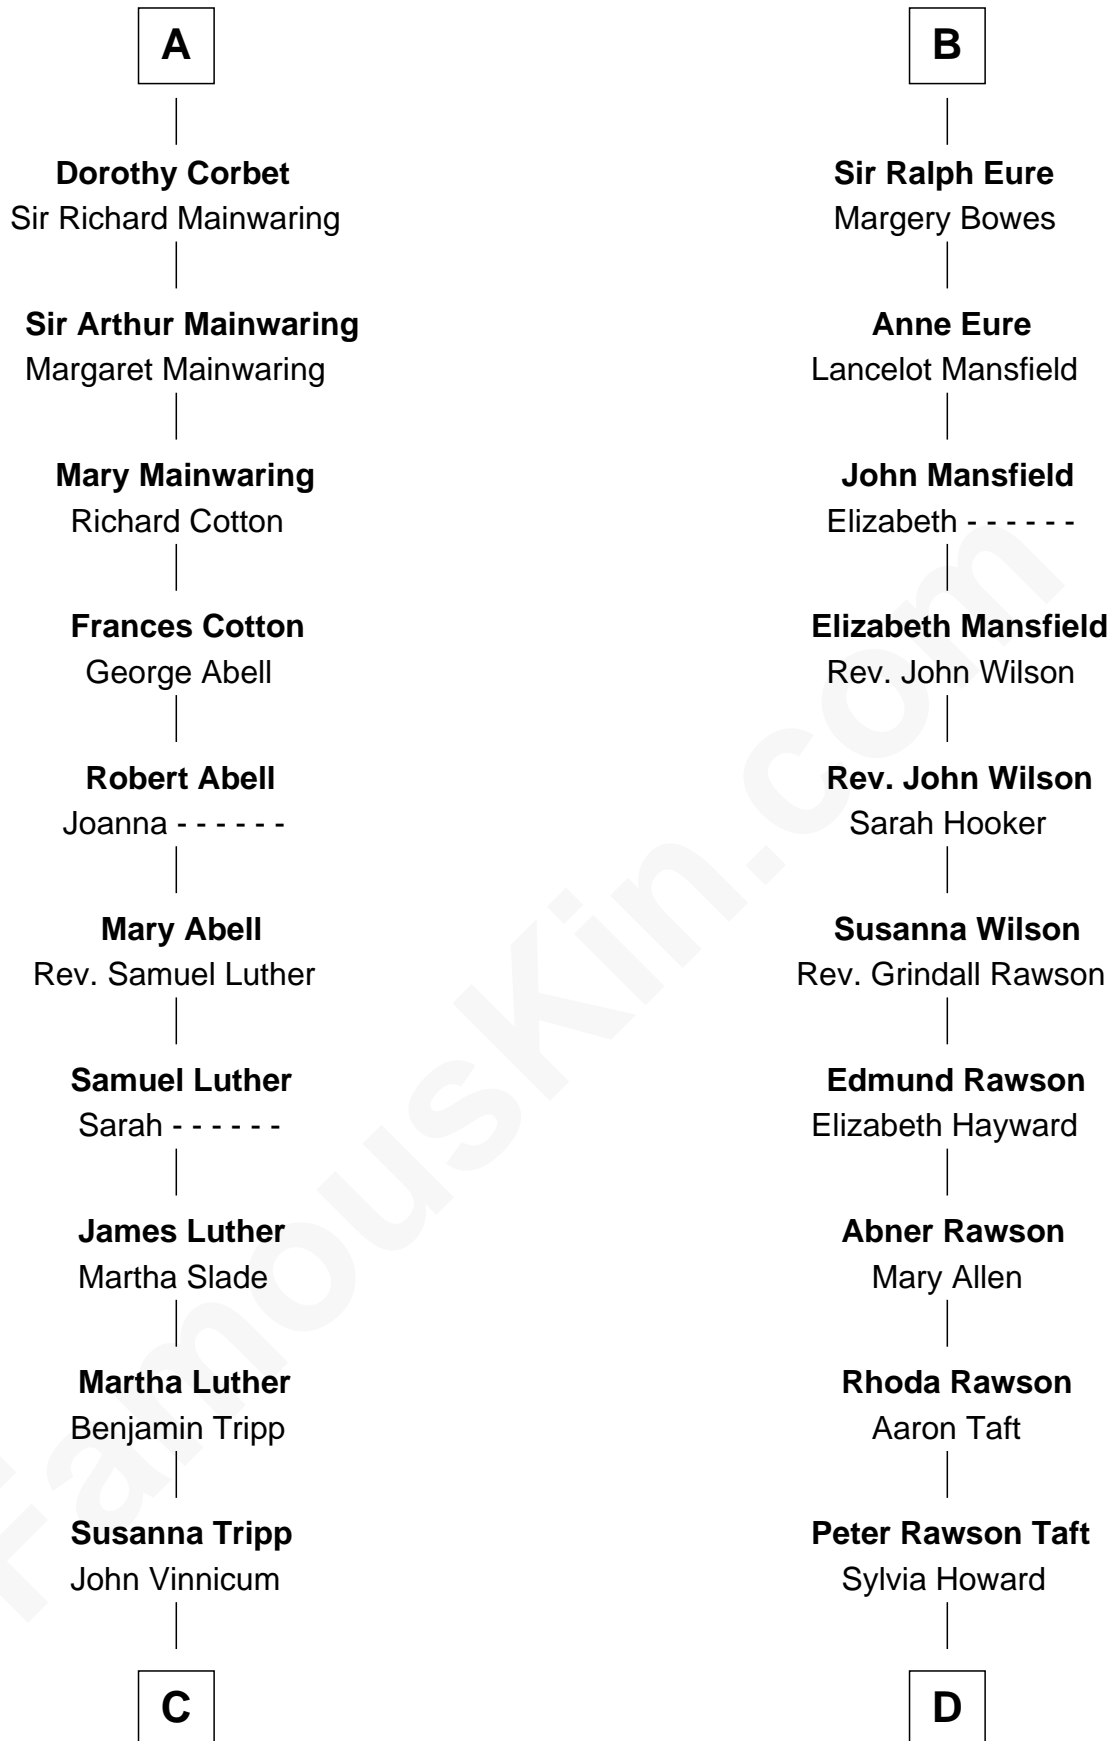 A
Dorothy Corbet
Sir Richard Mainwaring
Sir Arthur Mainwaring
Margaret Mainwaring
Mary Mainwaring
Richard Cotton
Frances Cotton
George Abell
Robert Abell
Joanna - - - - - -
Mary Abell
Rev. Samuel Luther
Samuel Luther
Sarah - - - - - -
James Luther
Martha Slade
Martha Luther
Benjamin Tripp
Susanna Tripp
John Vinnicum
C
B
Sir Ralph Eure
Margery Bowes
Anne Eure
Lancelot Mansfield
John Mansfield
Elizabeth - - - - - -
Elizabeth Mansfield
Rev. John Wilson
Rev. John Wilson
Sarah Hooker
Susanna Wilson
Rev. Grindall Rawson
Edmund Rawson
Elizabeth Hayward
Abner Rawson
Mary Allen
Rhoda Rawson
Aaron Taft
Peter Rawson Taft
Sylvia Howard
D
FamousKin.com